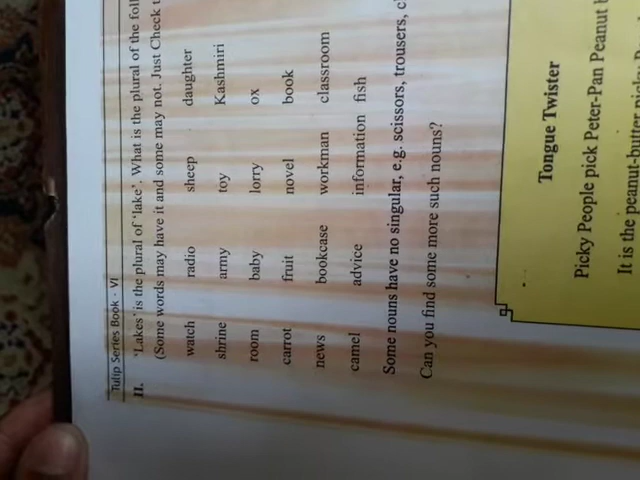 Tulip Series Book - VI
II. 'Lakes' is the plural of 'lake'. What is the plural of the
(Some words may have it and some may not. Just Check
watch radio sheep daughter
shrine army toy Kashmiri
room baby lorry ox
carrot fruit novel book
news bookcase workman classroom
camel advice information fish
Some nouns have no singular, e.g. scissors, trousers,
Can you find some more such nouns?
Tongue Twister
Picky People pick Peter-Pan Peanut
It is the peanut-butter picky